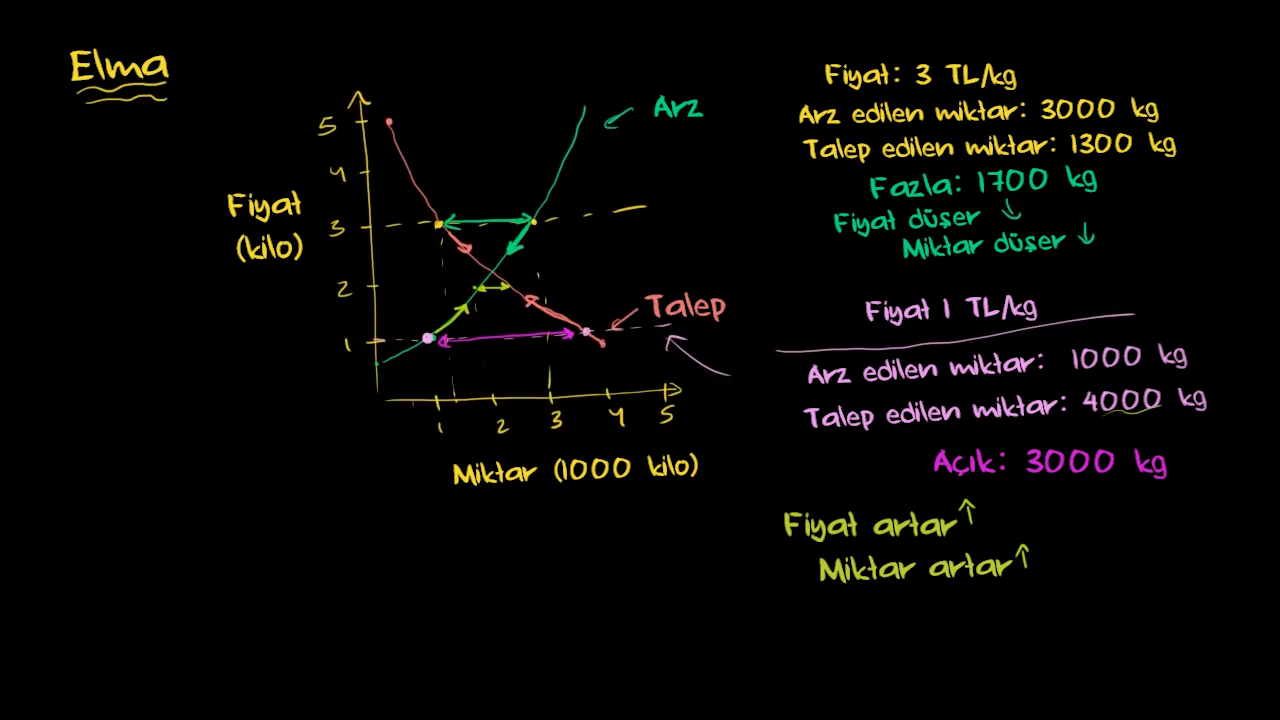 Elma
Arz
5
4
3
2
1
Fiyat
(kilo)
Talep
1 2 3 4 5
Miktar (1000 kilo)
Fiyat: 3 TL/kg
Arz edilen miktar: 3000 kg
Talep edilen miktar: 1300 kg
Fazla: 1700 kg
Fiyat düşer ↓
Miktar düşer ↓
Fiyat 1 TL/kg
Arz edilen miktar: 1000 kg
Talep edilen miktar: 4000 kg
Açık: 3000 kg
Fiyat artar ↑
Miktar artar ↑